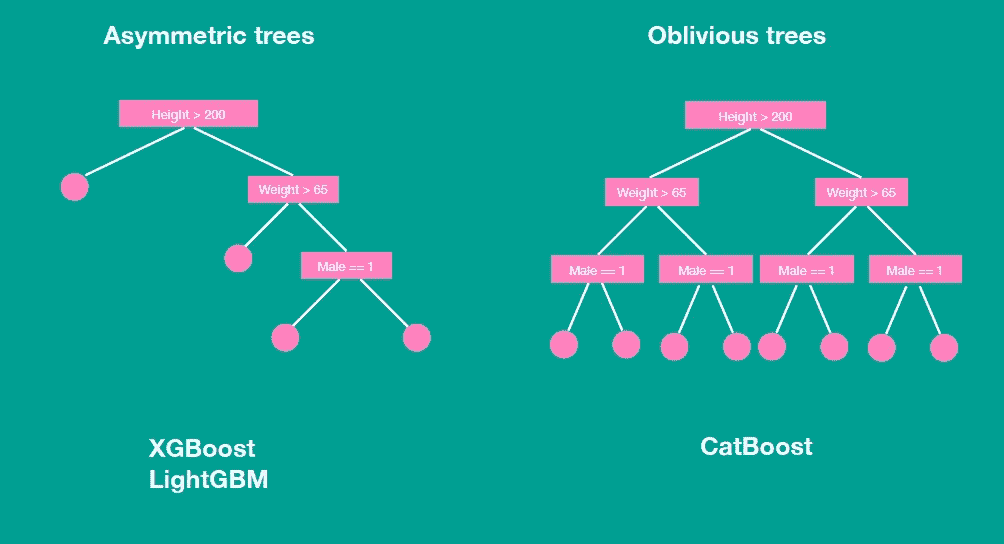 Asymmetric trees
Height > 200
Weight > 65
Male == 1
XGBoost
LightGBM
Oblivious trees
Height > 200
Weight > 65
Weight > 65
Male == 1
Male == 1
Male == 1
Male == 1
CatBoost